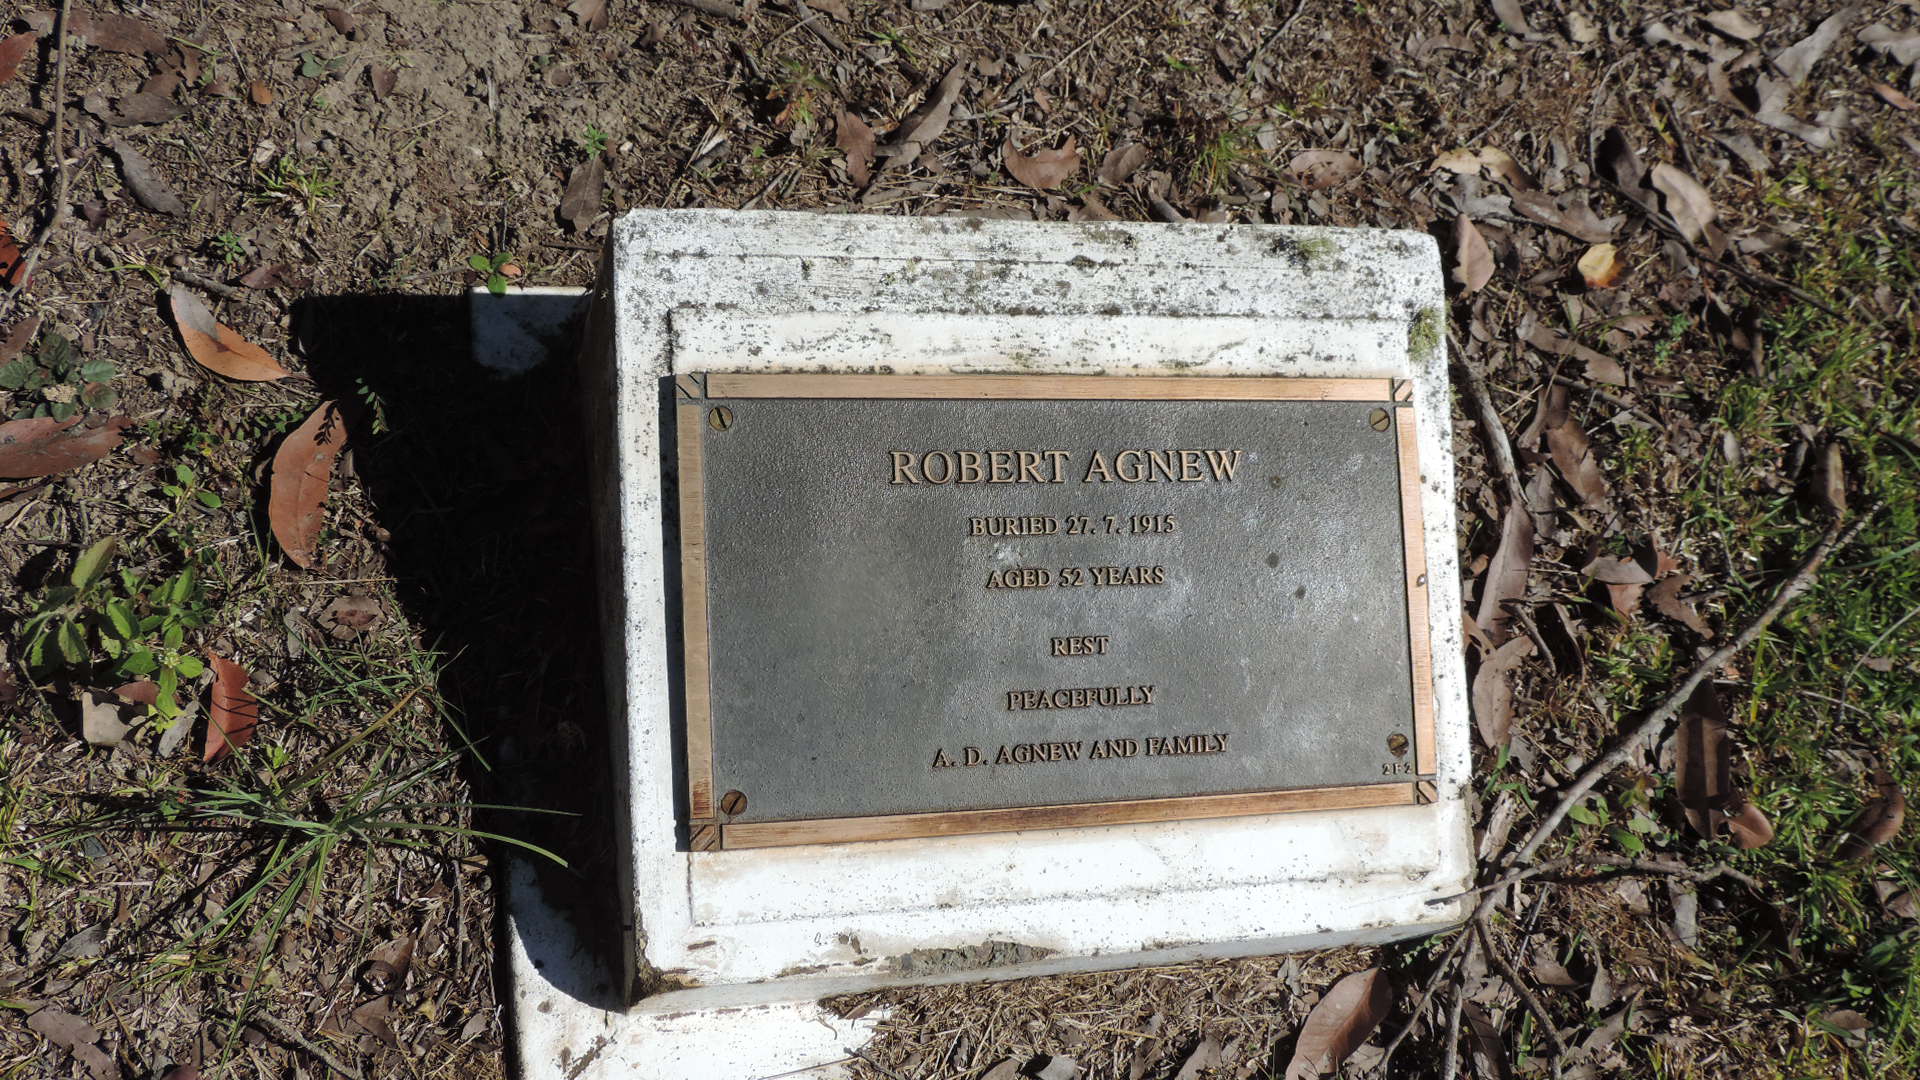 ROBERT AGNEW
BURIED 27. 7. 1915
AGED 52 YEARS
REST
PEACEFULLY
A. D. AGNEW AND FAMILY
2F2